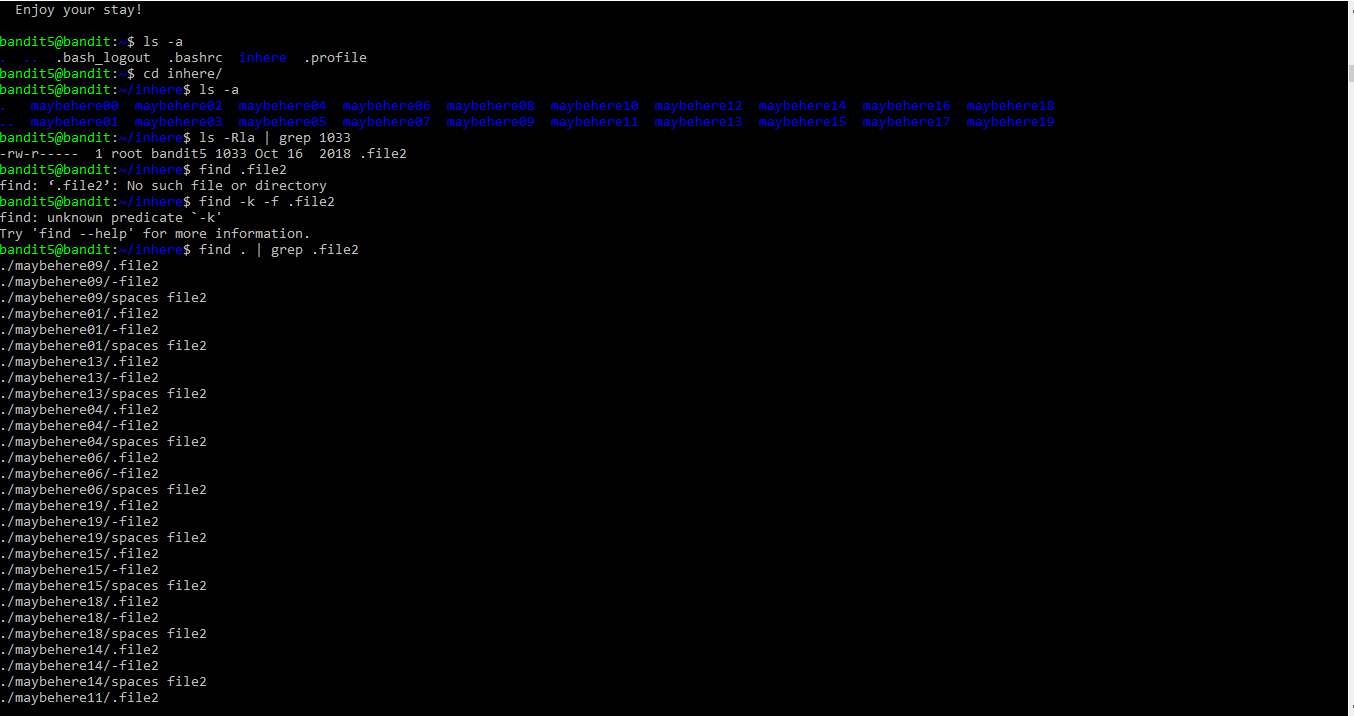 Enjoy your stay!
bandit5@bandit:~$ ls -a
.  ..  .bash_logout  .bashrc  inhere  .profile
bandit5@bandit:~$ cd inhere/
bandit5@bandit:~/inhere$ ls -a
.   maybehere00  maybehere02  maybehere04  maybehere06  maybehere08  maybehere10  maybehere12  maybehere14  maybehere16  maybehere18
..  maybehere01  maybehere03  maybehere05  maybehere07  maybehere09  maybehere11  maybehere13  maybehere15  maybehere17  maybehere19
bandit5@bandit:~/inhere$ ls -Rla | grep 1033
-rw-r-----  1 root bandit5 1033 Oct 16  2018 .file2
bandit5@bandit:~/inhere$ find .file2
find: ‘.file2’: No such file or directory
bandit5@bandit:~/inhere$ find -k -f .file2
find: unknown predicate `-k'
Try 'find --help' for more information.
bandit5@bandit:~/inhere$ find . | grep .file2
./maybehere09/.file2
./maybehere09/-file2
./maybehere09/spaces file2
./maybehere01/.file2
./maybehere01/-file2
./maybehere01/spaces file2
./maybehere13/.file2
./maybehere13/-file2
./maybehere13/spaces file2
./maybehere04/.file2
./maybehere04/-file2
./maybehere04/spaces file2
./maybehere06/.file2
./maybehere06/-file2
./maybehere06/spaces file2
./maybehere19/.file2
./maybehere19/-file2
./maybehere19/spaces file2
./maybehere15/.file2
./maybehere15/-file2
./maybehere15/spaces file2
./maybehere18/.file2
./maybehere18/-file2
./maybehere18/spaces file2
./maybehere14/.file2
./maybehere14/-file2
./maybehere14/spaces file2
./maybehere11/.file2